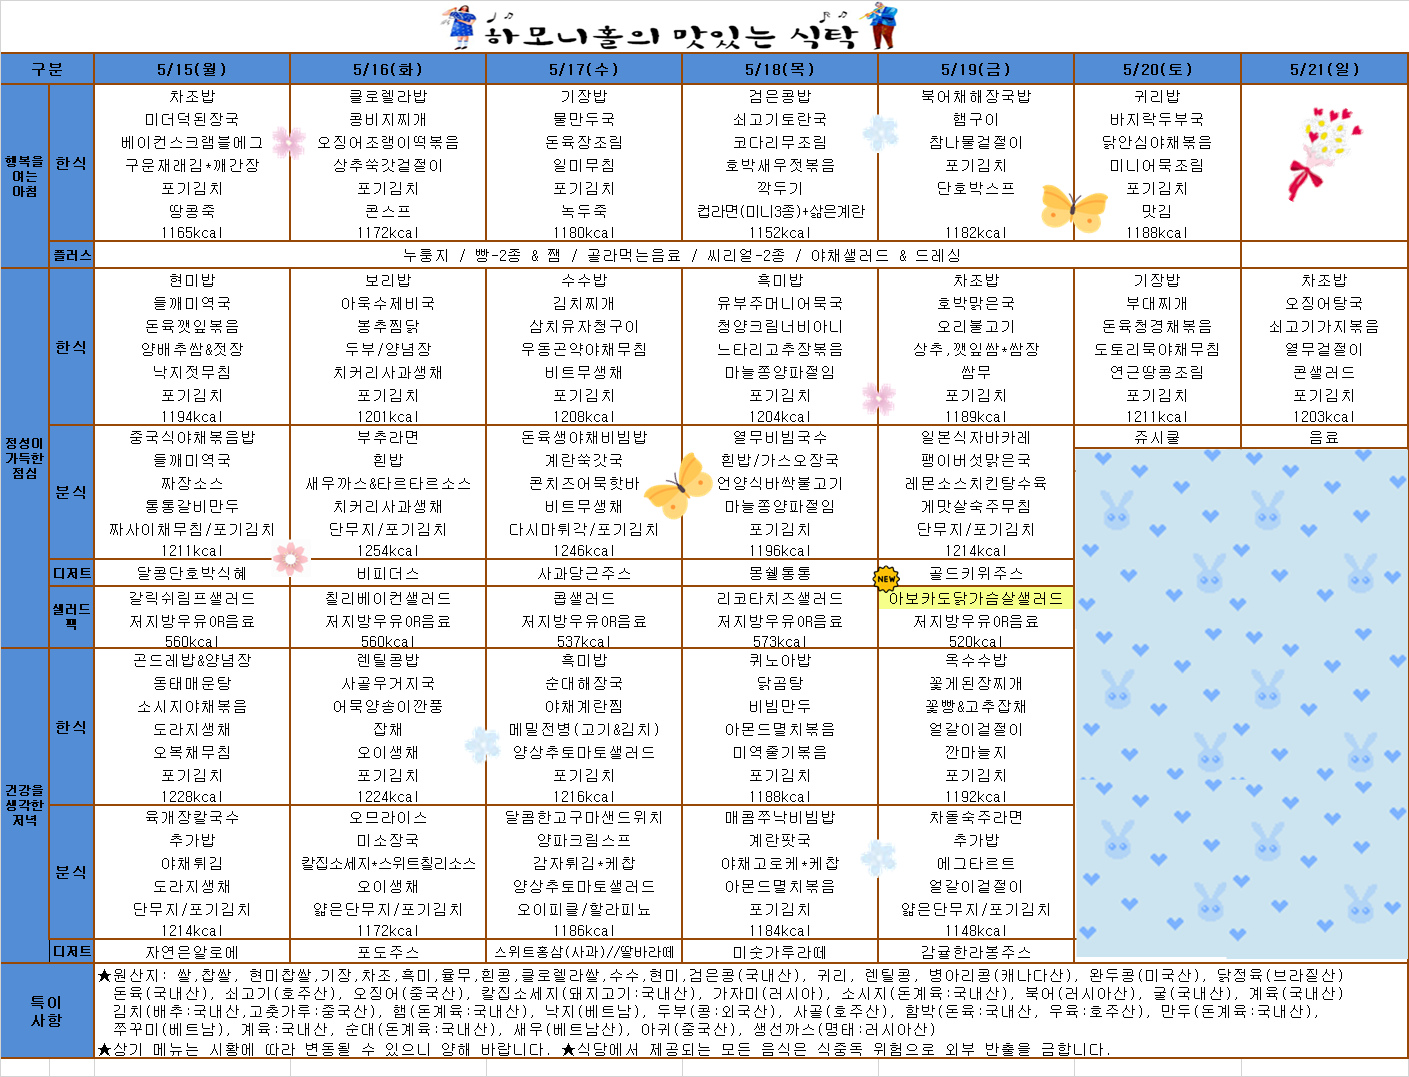 하모니홀의 맛있는 식탁
구분 5/15(월) 5/16(화) 5/17(수) 5/18(목) 5/19(금) 5/20(토) 5/21(일)
행복을
여는
아침
한식
차조밥 클로렐라밥 기장밥 검은콩밥 북어채해장국밥 귀리밥
미더덕된장국 콩비지찌개 물만두국 쇠고기토란국 햄구이 바지락두부국
베이컨스크램블에그 오징어조랭이떡볶음 돈육장조림 코다리무조림 참나물겉절이 닭안심야채볶음
구운재래김*깨간장 상추쑥갓겉절이 일미무침 호박새우젓볶음 포기김치 미니어묵조림
포기김치 포기김치 포기김치 깍두기 단호박스프 포기김치
땅콩죽 콘스프 녹두죽 컵라면(미니3종)+삶은계란 맛김
1165kcal 1172kcal 1180kcal 1152kcal 1182kcal 1188kcal
플러스 누룽지 / 빵-2종 & 잼 / 골라먹는음료 / 씨리얼-2종 / 야채샐러드 & 드레싱
정성이
가득한
점심
한식
현미밥 보리밥 수수밥 흑미밥 차조밥 기장밥 차조밥
들깨미역국 아욱수제비국 김치찌개 유부주머니어묵국 호박맑은국 부대찌개 오징어탕국
돈육깻잎볶음 봉추찜닭 삼치유자청구이 청양크림너비아니 오리불고기 돈육청경채볶음 쇠고기가지볶음
양배추쌈&젓장 두부/양념장 우동곤약야채무침 느타리고추장볶음 상추,깻잎쌈*쌈장 도토리묵야채무침 열무겉절이
낙지젓무침 치커리사과생채 비트무생채 마늘쫑양파절임 쌈무 연근땅콩조림 콘샐러드
포기김치 포기김치 포기김치 포기김치 포기김치 포기김치 포기김치
1194kcal 1201kcal 1208kcal 1204kcal 1189kcal 1211kcal 1203kcal
분식
중국식야채볶음밥 부추라면 돈육생야채비빔밥 열무비빔국수 일본식자바카레 쥬시쿨 음료
들깨미역국 흰밥 계란쑥갓국 흰밥/가스오장국 팽이버섯맑은국
짜장소스 새우까스&타르타르소스 콘치즈어묵핫바 언양식바싹불고기 레몬소스치킨탕수육
통통갈비만두 치커리사과생채 비트무생채 마늘쫑양파절임 게맛살숙주무침
짜사이채무침/포기김치 단무지/포기김치 다시마튀각/포기김치 포기김치 단무지/포기김치
1211kcal 1254kcal 1246kcal 1196kcal 1214kcal
디저트 달콩단호박식혜 비피더스 사과당근주스 몽쉘통통 NEW 골드키위주스
샐러드
팩
갈릭쉬림프샐러드 칠리베이컨샐러드 콥샐러드 리코타치즈샐러드 아보카도닭가슴살샐러드
저지방우유OR음료 저지방우유OR음료 저지방우유OR음료 저지방우유OR음료 저지방우유OR음료
560kcal 560kcal 537kcal 573kcal 520kcal
건강을
생각한
저녁
한식
곤드레밥&양념장 렌틸콩밥 흑미밥 퀴노아밥 옥수수밥
동태매운탕 사골우거지국 순대해장국 닭곰탕 꽃게된장찌개
소시지야채볶음 어묵양송이깐풍 야채계란찜 비빔만두 꽃빵&고추잡채
도라지생채 잡채 메밀전병(고기&김치) 아몬드멸치볶음 얼갈이겉절이
오복채무침 오이생채 양상추토마토샐러드 미역줄기볶음 깐마늘지
포기김치 포기김치 포기김치 포기김치 포기김치
1228kcal 1224kcal 1216kcal 1188kcal 1192kcal
분식
육개장칼국수 오므라이스 달콤한고구마샌드위치 매콤쭈낙비빔밥 차돌숙주라면
추가밥 미소장국 양파크림스프 계란팟국 추가밥
야채튀김 칼집소세지*스위트칠리소스 감자튀김*케찹 야채고로케*케찹 에그타르트
도라지생채 오이생채 양상추토마토샐러드 아몬드멸치볶음 얼갈이겉절이
단무지/포기김치 얇은단무지/포기김치 오이피클/할라피뇨 포기김치 얇은단무지/포기김치
1214kcal 1172kcal 1186kcal 1184kcal 1148kcal
디저트 자연은알로에 포도주스 스위트홍삼(사과)//딸바라떼 미숫가루라떼 감귤한라봉주스
특이
사항
★원산지: 쌀,찹쌀, 현미찹쌀,기장,차조,흑미,율무,흰콩,클로렐라쌀,수수,현미,검은콩(국내산), 귀리, 렌틸콩, 병아리콩(캐나다산), 완두콩(미국산), 닭정육(브라질산)
돈육(국내산), 쇠고기(호주산), 오징어(중국산), 칼집소세지(돼지고기:국내산), 가자미(러시아), 소시지(돈계육:국내산), 북어(러시아산), 굴(국내산), 계육(국내산)
김치(배추:국내산,고춧가루:중국산), 햄(돈계육:국내산), 낙지(베트남), 두부(콩:외국산), 사골(호주산), 함박(돈육:국내산, 우육:호주산), 만두(돈계육:국내산),
쭈꾸미(베트남), 계육:국내산, 순대(돈계육:국내산), 새우(베트남산), 아귀(중국산), 생선까스(명태:러시아산)
★상기 메뉴는 시황에 따라 변동될 수 있으니 양해 바랍니다. ★식당에서 제공되는 모든 음식은 식중독 위험으로 외부 반출을 금합니다.